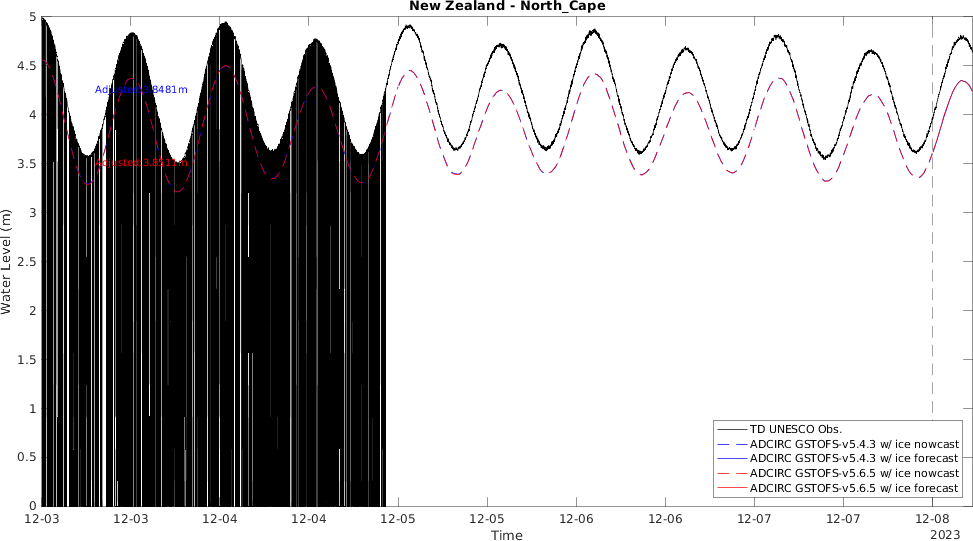 New Zealand - North_Cape
5
4.5
4
3.5
3
2.5
2
1.5
1
0.5
0
Water Level (m)
12-03
12-03
12-04
12-04
12-05
12-05
12-06
12-06
12-07
12-07
12-08
2023
Time
TD UNESCO Obs.
ADCIRC GSTOFS-v5.4.3 w/ ice nowcast
ADCIRC GSTOFS-v5.4.3 w/ ice forecast
ADCIRC GSTOFS-v5.6.5 w/ ice nowcast
ADCIRC GSTOFS-v5.6.5 w/ ice forecast